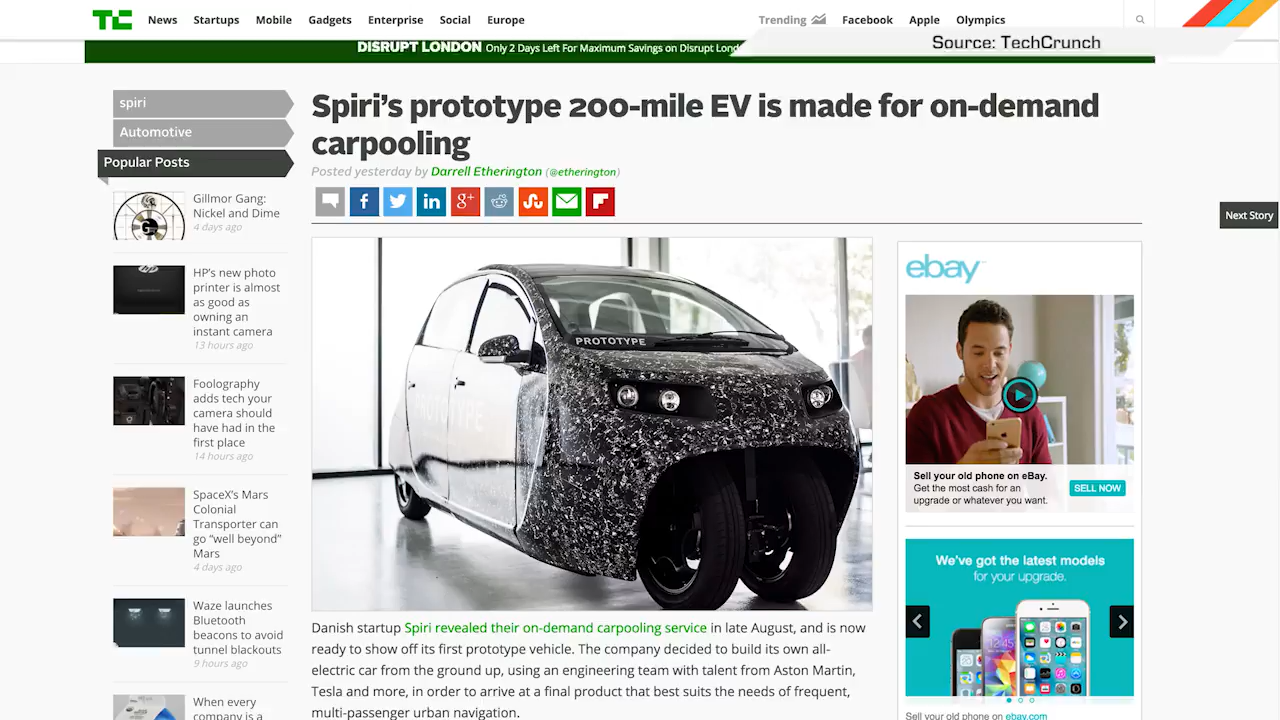 TC News Startups Mobile Gadgets Enterprise Social Europe Trending Facebook Apple Olympics
Source: TechCrunch
DISRUPT LONDON Only 2 Days Left For Maximum Savings on Disrupt
spiri
Automotive
Popular Posts
Gillmor Gang:
Nickel and Dime
4 days ago
HP's new photo
printer is almost
as good as
owning an
instant camera
13 hours ago
Foolography
adds tech your
camera should
have had in the
first place
14 hours ago
SpaceX's Mars
Colonial
Transporter can
go "well beyond"
Mars
4 days ago
Waze launches
Bluetooth
beacons to avoid
tunnel blackouts
9 hours ago
When every
company is a
Spiri's prototype 200-mile EV is made for on-demand
carpooling
Posted yesterday by Darrell Etherington (@etherington)
PROTOTYPE
Danish startup Spiri revealed their on-demand carpooling service in late August, and is now
ready to show off its first prototype vehicle. The company decided to build its own all-
electric car from the ground up, using an engineering team with talent from Aston Martin,
Tesla and more, in order to arrive at a final product that best suits the needs of frequent,
multi-passenger urban navigation.
Next Story
ebay
Sell your old phone on eBay.
Get the most cash for an
upgrade or whatever you want.
SELL NOW
We've got the latest models
for your upgrade.
Sell your old phone on ebay.com